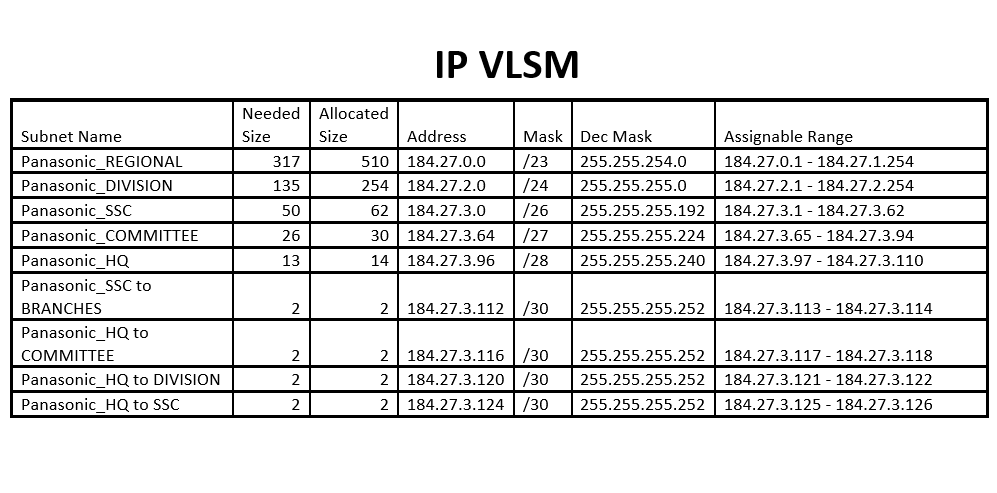 IP VLSM
Subnet Name Needed Size Allocated Size Address Mask Dec Mask Assignable Range
Panasonic_REGIONAL 317 510 184.27.0.0 /23 255.255.254.0 184.27.0.1 - 184.27.1.254
Panasonic_DIVISION 135 254 184.27.2.0 /24 255.255.255.0 184.27.2.1 - 184.27.2.254
Panasonic_SSC 50 62 184.27.3.0 /26 255.255.255.192 184.27.3.1 - 184.27.3.62
Panasonic_COMMITTEE 26 30 184.27.3.64 /27 255.255.255.224 184.27.3.65 - 184.27.3.94
Panasonic_HQ 13 14 184.27.3.96 /28 255.255.255.240 184.27.3.97 - 184.27.3.110
Panasonic_SSC to
BRANCHES 2 2 184.27.3.112 /30 255.255.255.252 184.27.3.113 - 184.27.3.114
Panasonic_HQ to
COMMITTEE 2 2 184.27.3.116 /30 255.255.255.252 184.27.3.117 - 184.27.3.118
Panasonic_HQ to DIVISION 2 2 184.27.3.120 /30 255.255.255.252 184.27.3.121 - 184.27.3.122
Panasonic_HQ to SSC 2 2 184.27.3.124 /30 255.255.255.252 184.27.3.125 - 184.27.3.126